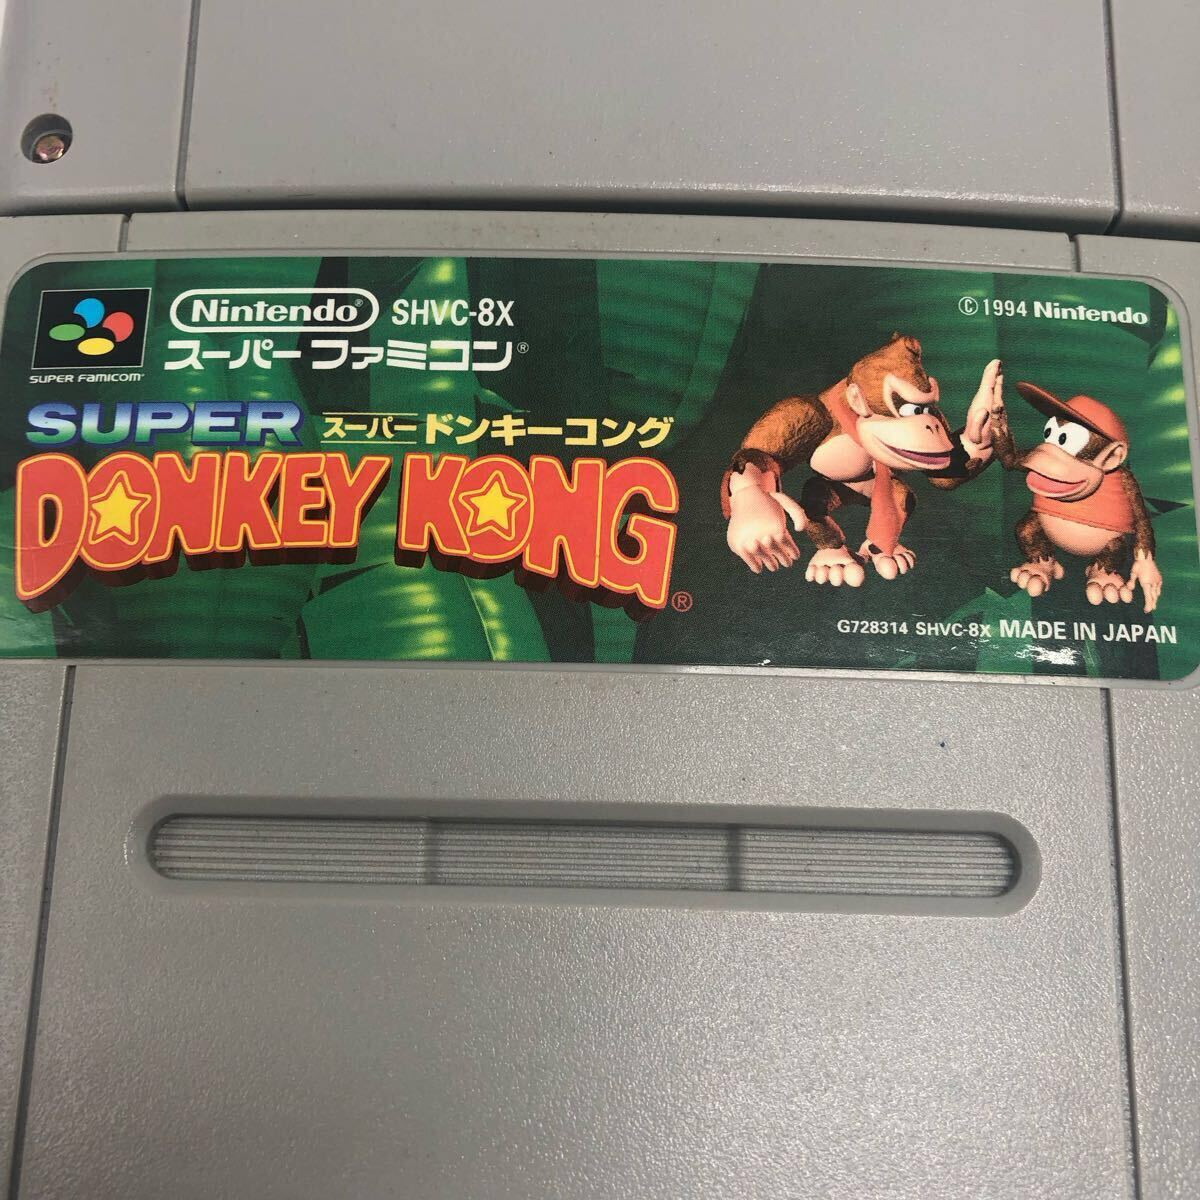 Nintendo® SHVC-8X
スーパーファミコン®
SUPER FAMICOM™
© 1994 Nintendo
SUPER スーパードンキーコング
DONKEY KONG®
G728314 SHVC-8X MADE IN JAPAN